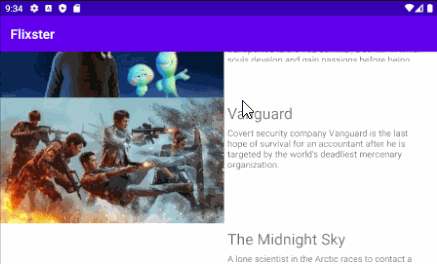 9:34
Flixster
souls develop and gain passions before being
Vanguard
Covert security company Vanguard is the last
hope of survival for an accountant after he is
targeted by the world's deadliest mercenary
organization.
The Midnight Sky
A lone scientist in the Arctic races to contact a